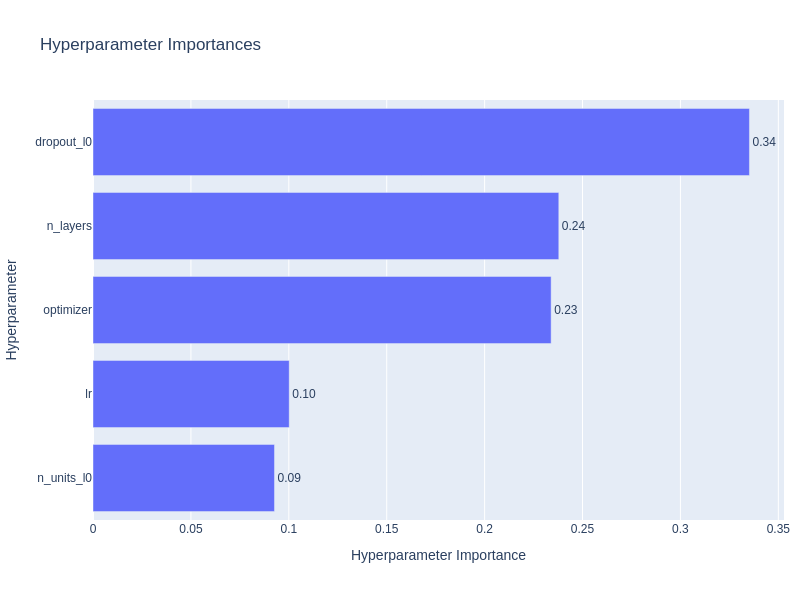 Hyperparameter Importances
Hyperparameter
dropout_l0
0.34
n_layers
0.24
optimizer
0.23
lr
0.10
n_units_l0
0.09
0
0.05
0.1
0.15
0.2
0.25
0.3
0.35
Hyperparameter Importance